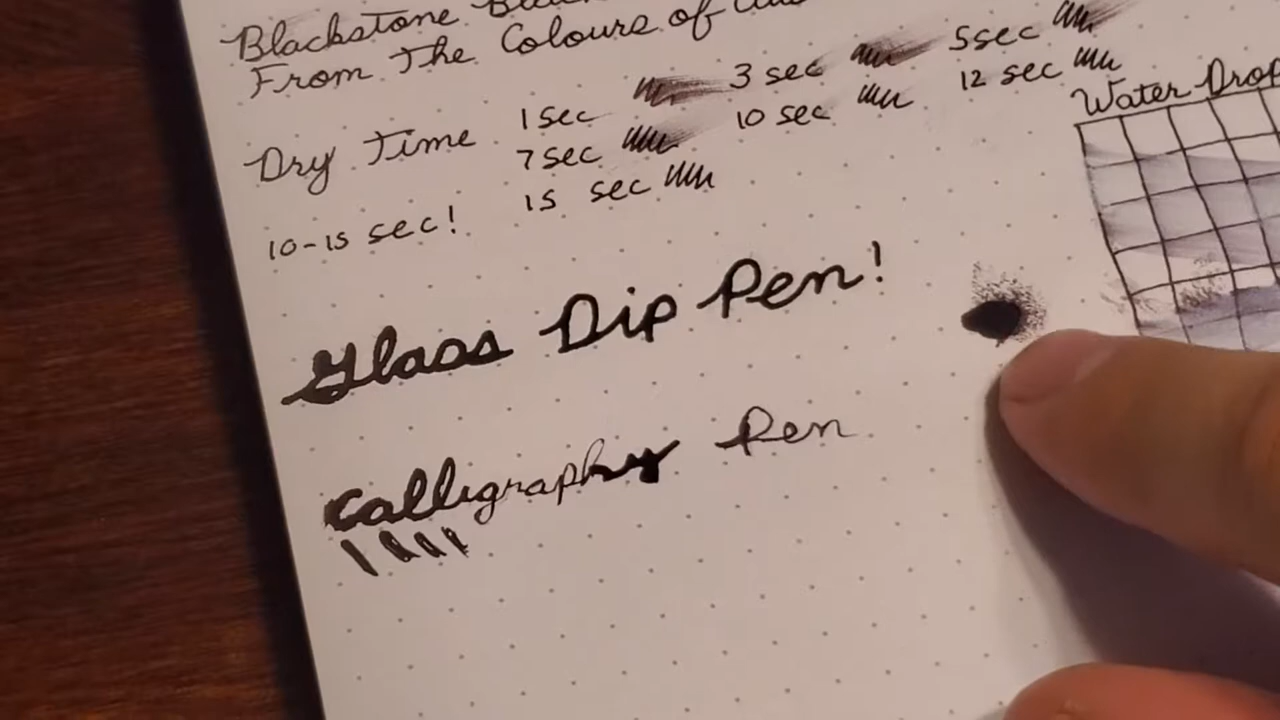 Blackstone
From The Colours of
Dry Time 1 sec 3 sec 5 sec
7 sec 10 sec 12 sec
10-15 sec! 15 sec
Water Drop
Glass Dip Pen!
Calligraphy Pen